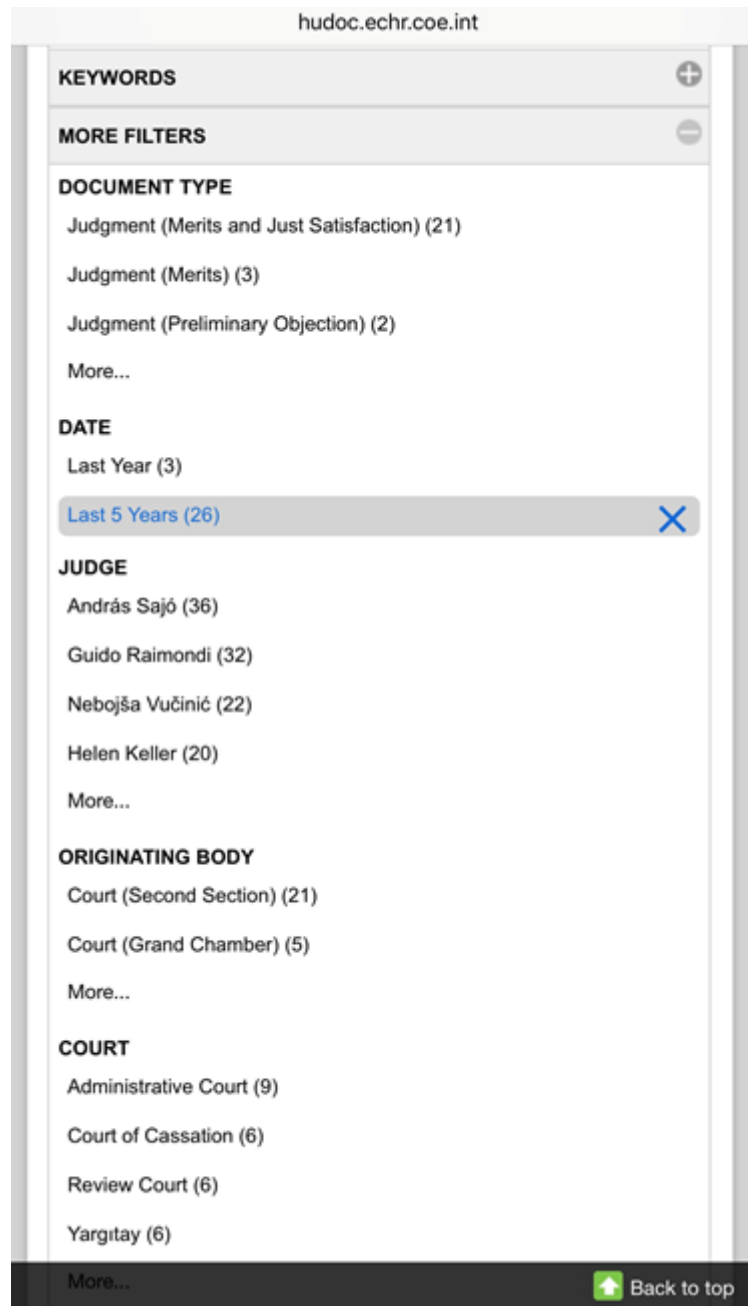 hudoc.echr.coe.int
KEYWORDS
MORE FILTERS
DOCUMENT TYPE
Judgment (Merits and Just Satisfaction) (21)
Judgment (Merits) (3)
Judgment (Preliminary Objection) (2)
More...
DATE
Last Year (3)
Last 5 Years (26)
JUDGE
András Sajó (36)
Guido Raimondi (32)
Nebojša Vučinić (22)
Helen Keller (20)
More...
ORIGINATING BODY
Court (Second Section) (21)
Court (Grand Chamber) (5)
More...
COURT
Administrative Court (9)
Court of Cassation (6)
Review Court (6)
Yargıtay (6)
More...
Back to top